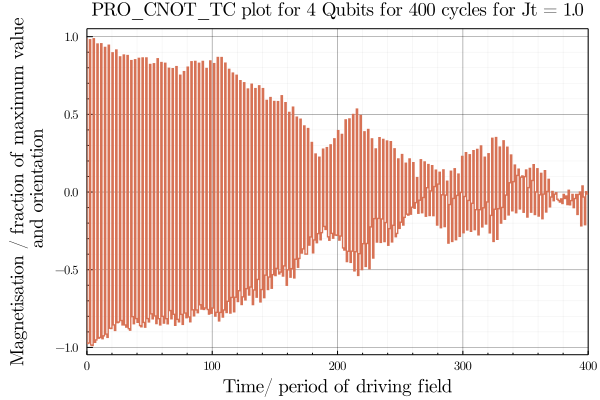 PRO_CNOT_TC plot for 4 Qubits for 400 cycles for Jt = 1.0
Magnetisation / fraction of maximum value
and orientation
1.0
0.5
0.0
−0.5
−1.0
0
100
200
300
400
Time/ period of driving field